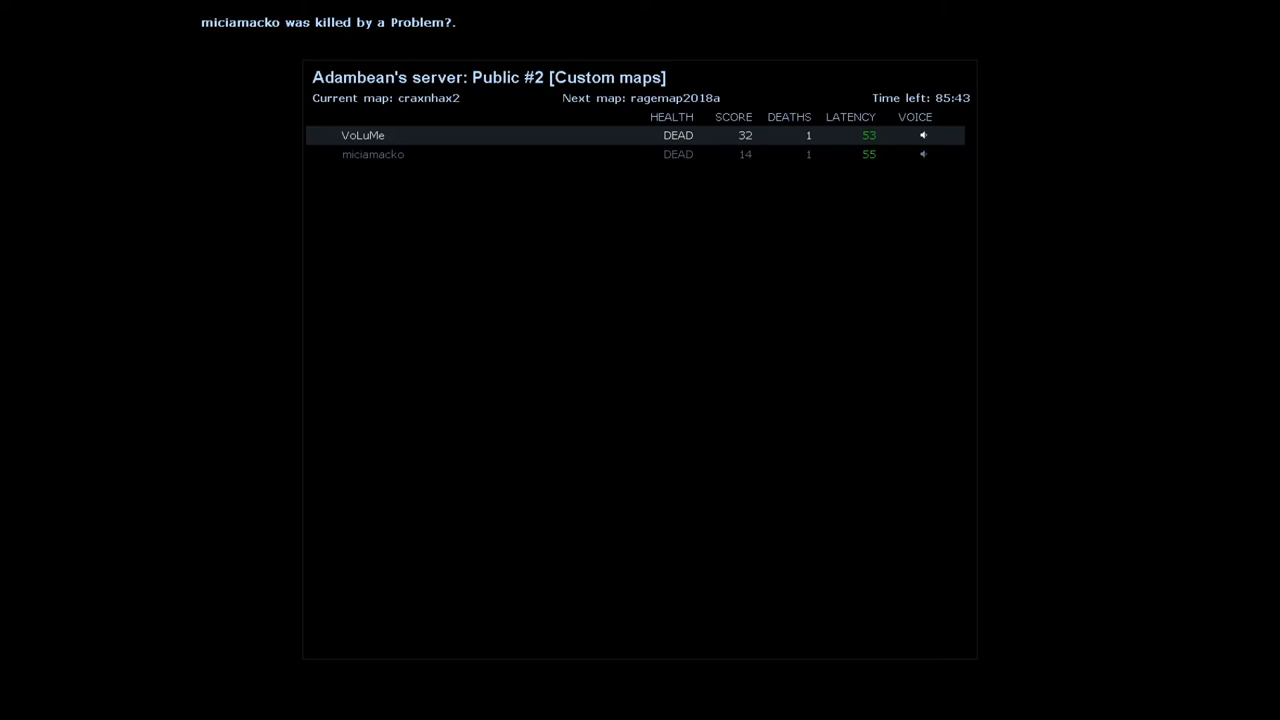 miciamacko was killed by a Problem?.
Adambean's server: Public #2 [Custom maps]
Current map: craxnhax2 Next map: ragemap2018a Time left: 85:43
HEALTH SCORE DEATHS LATENCY VOICE
VoLuMe DEAD 32 1 53
miciamacko DEAD 14 1 55